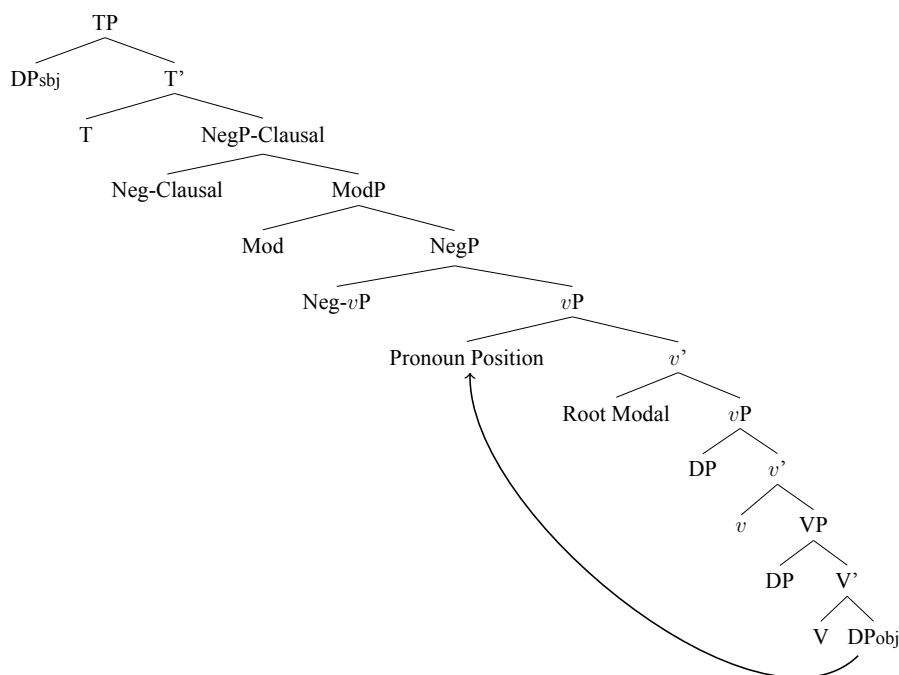 TP
DPsbj T’
T NegP-Clausal
Neg-Clausal ModP
Mod NegP
Neg-vP vP
Pronoun Position v’
Root Modal vP
DP v’
v VP
DP V’
V DPobj